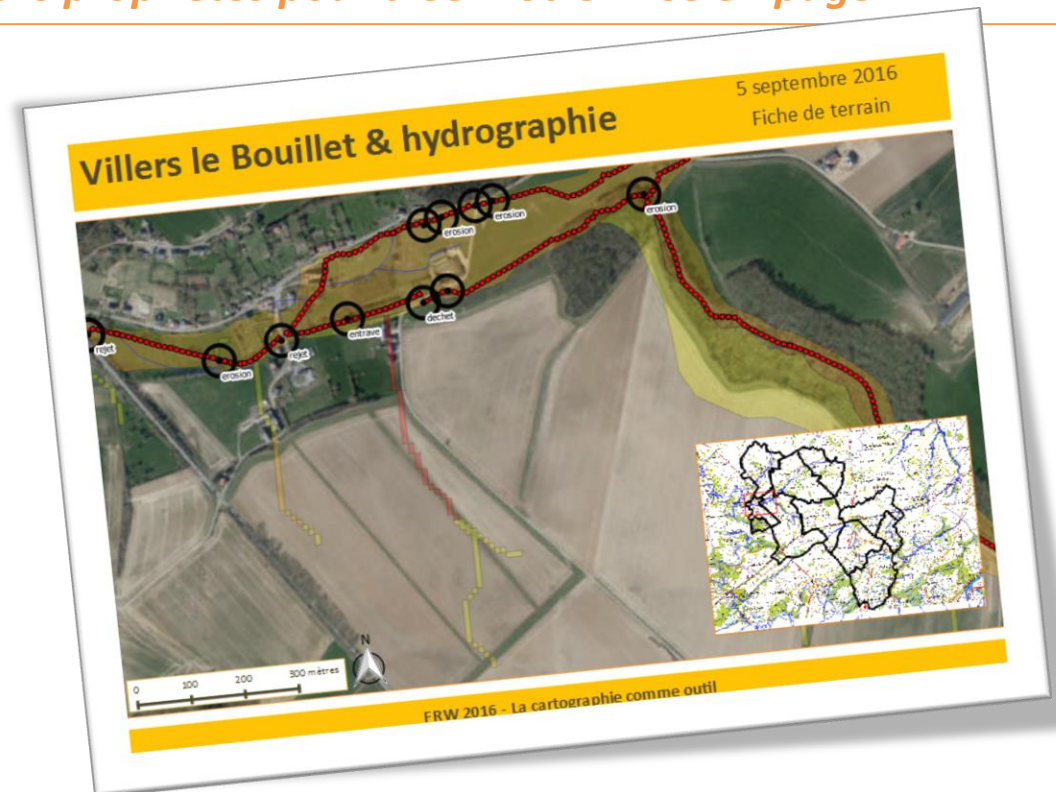 5 septembre 2016
Fiche de terrain
Villers le Bouillet & hydrographie
erosion
erosion
erosion
dechet
entrave
rejet
rejet
erosion
N
0 100 200 300 mètres
FRW 2016 - La cartographie comme outil